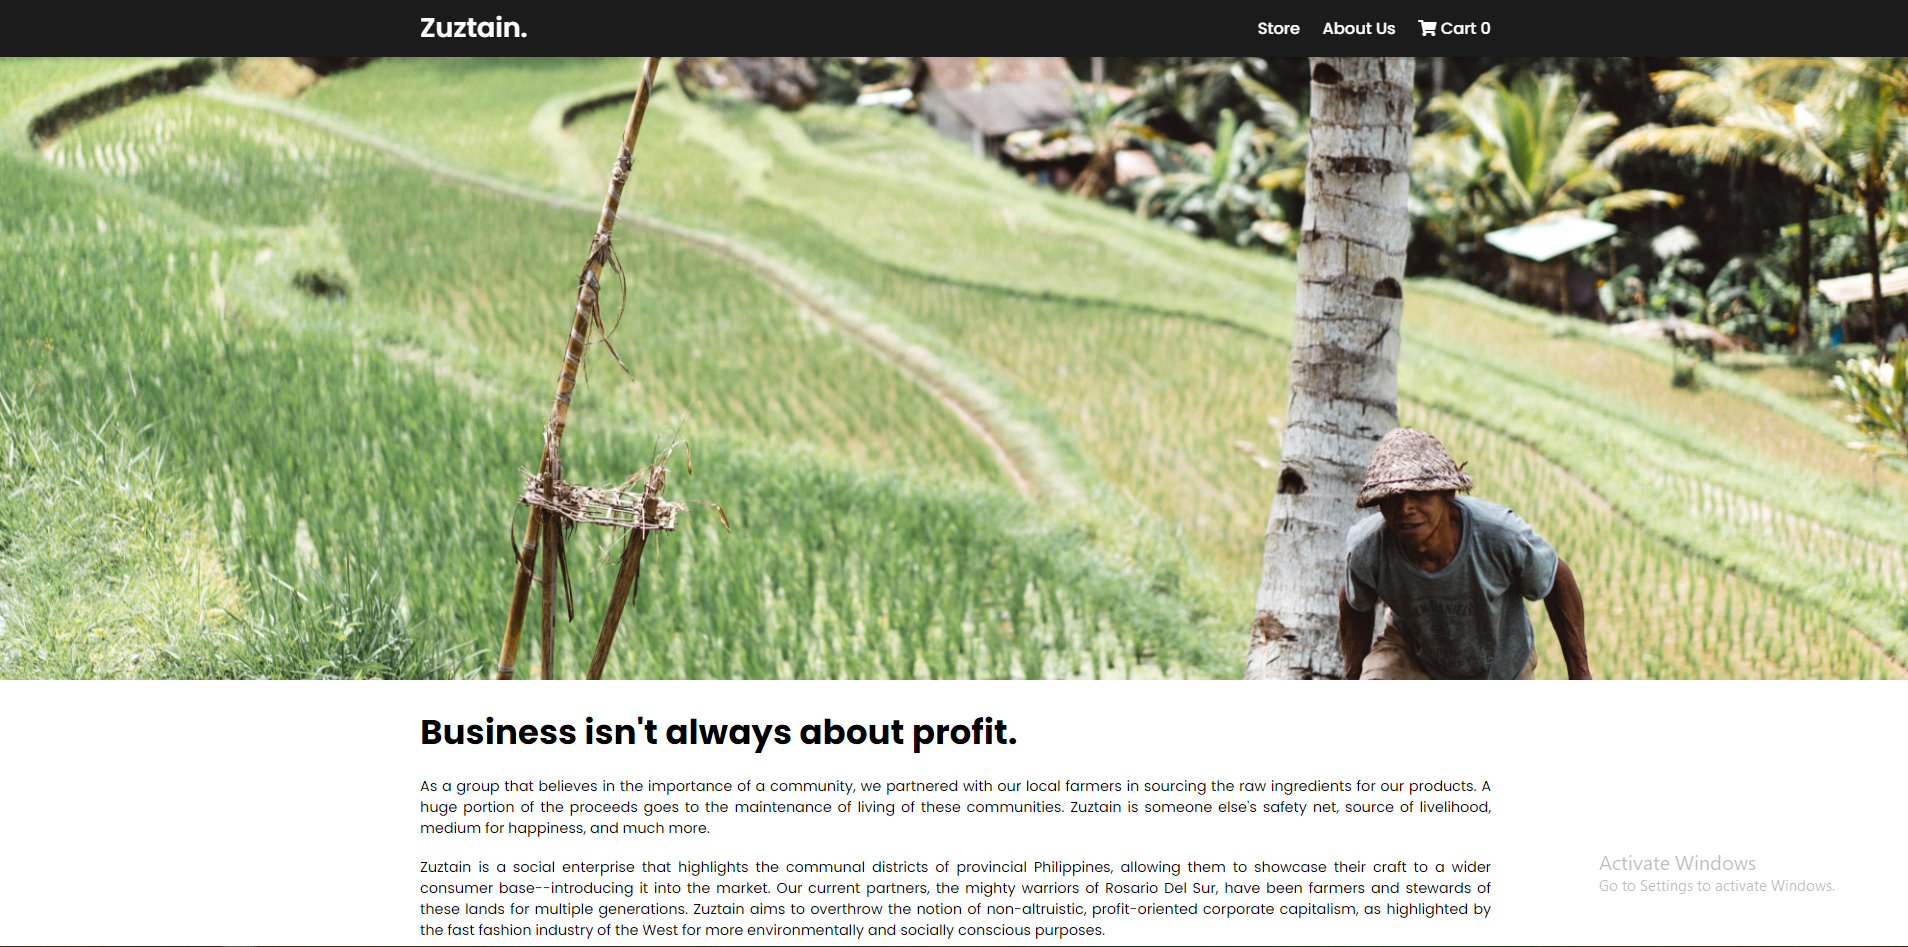 Zuztain.
Store About Us Cart 0
Business isn't always about profit.
As a group that believes in the importance of a community, we partnered with our local farmers in sourcing the raw ingredients for our products. A
huge portion of the proceeds goes to the maintenance of living of these communities. Zuztain is someone else's safety net, source of livelihood,
medium for happiness, and much more.
Zuztain is a social enterprise that highlights the communal districts of provincial Philippines, allowing them to showcase their craft to a wider
consumer base--introducing it into the market. Our current partners, the mighty warriors of Rosario Del Sur, have been farmers and stewards of
these lands for multiple generations. Zuztain aims to overthrow the notion of non-altruistic, profit-oriented corporate capitalism, as highlighted by
the fast fashion industry of the West for more environmentally and socially conscious purposes.
Activate Windows
Go to Settings to activate Windows.